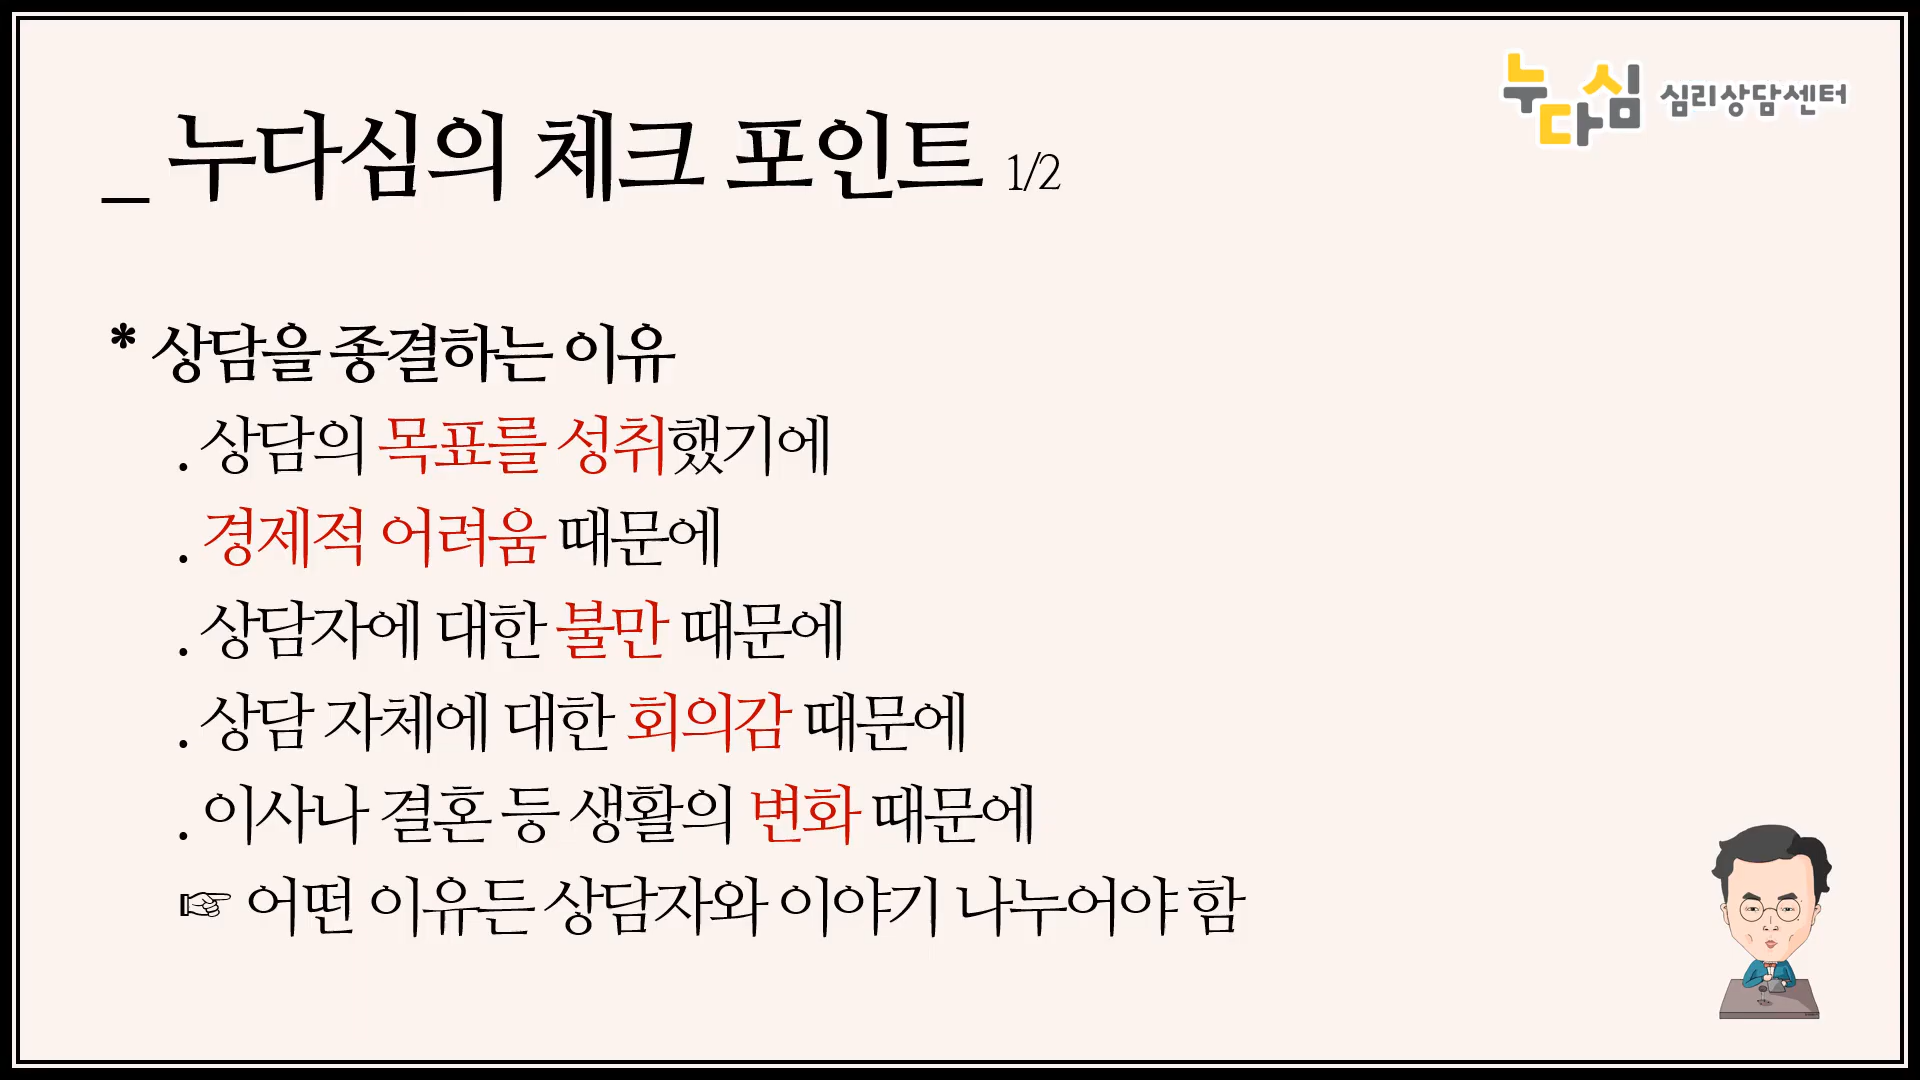 누다심 심리상담센터
_ 누다심의 체크 포인트 1/2
* 상담을 종결하는 이유
. 상담의 목표를 성취했기에
. 경제적 어려움 때문에
. 상담자에 대한 불만 때문에
. 상담 자체에 대한 회의감 때문에
. 이사나 결혼 등 생활의 변화 때문에
☞ 어떤 이유든 상담자와 이야기 나누어야 함